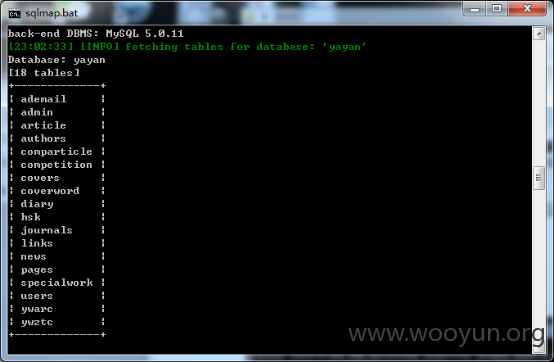 sqlmap.bat
back-end DBMS: MySQL 5.0.11
[23:02:33] [INFO] fetching tables for database: 'yayan'
Database: yayan
[18 tables]
+-------------+
| ademail     |
| admin       |
| article     |
| authors     |
| comparticle |
| competition |
| covers      |
| coverword   |
| diary       |
| hsk         |
| journals    |
| links       |
| news        |
| pages       |
| specialwork |
| users       |
| ywarc       |
| ywztc       |
+-------------+
www.wooyun.org